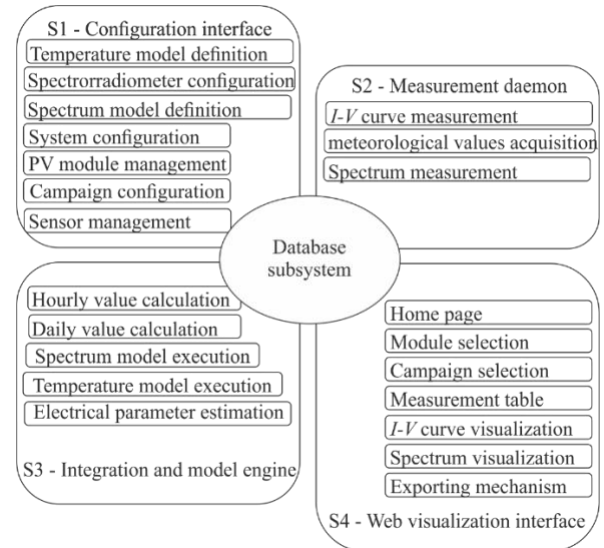 S1 - Configuration interface
Temperature model definition
Spectrorradiometer configuration
Spectrum model definition
System configuration
PV module management
Campaign configuration
Sensor management
S2 - Measurement daemon
I-V curve measurement
meteorological values acquisition
Spectrum measurement
Database
subsystem
Hourly value calculation
Daily value calculation
Spectrum model execution
Temperature model execution
Electrical parameter estimation
S3 - Integration and model engine
Home page
Module selection
Campaign selection
Measurement table
I-V curve visualization
Spectrum visualization
Exporting mechanism
S4 - Web visualization interface